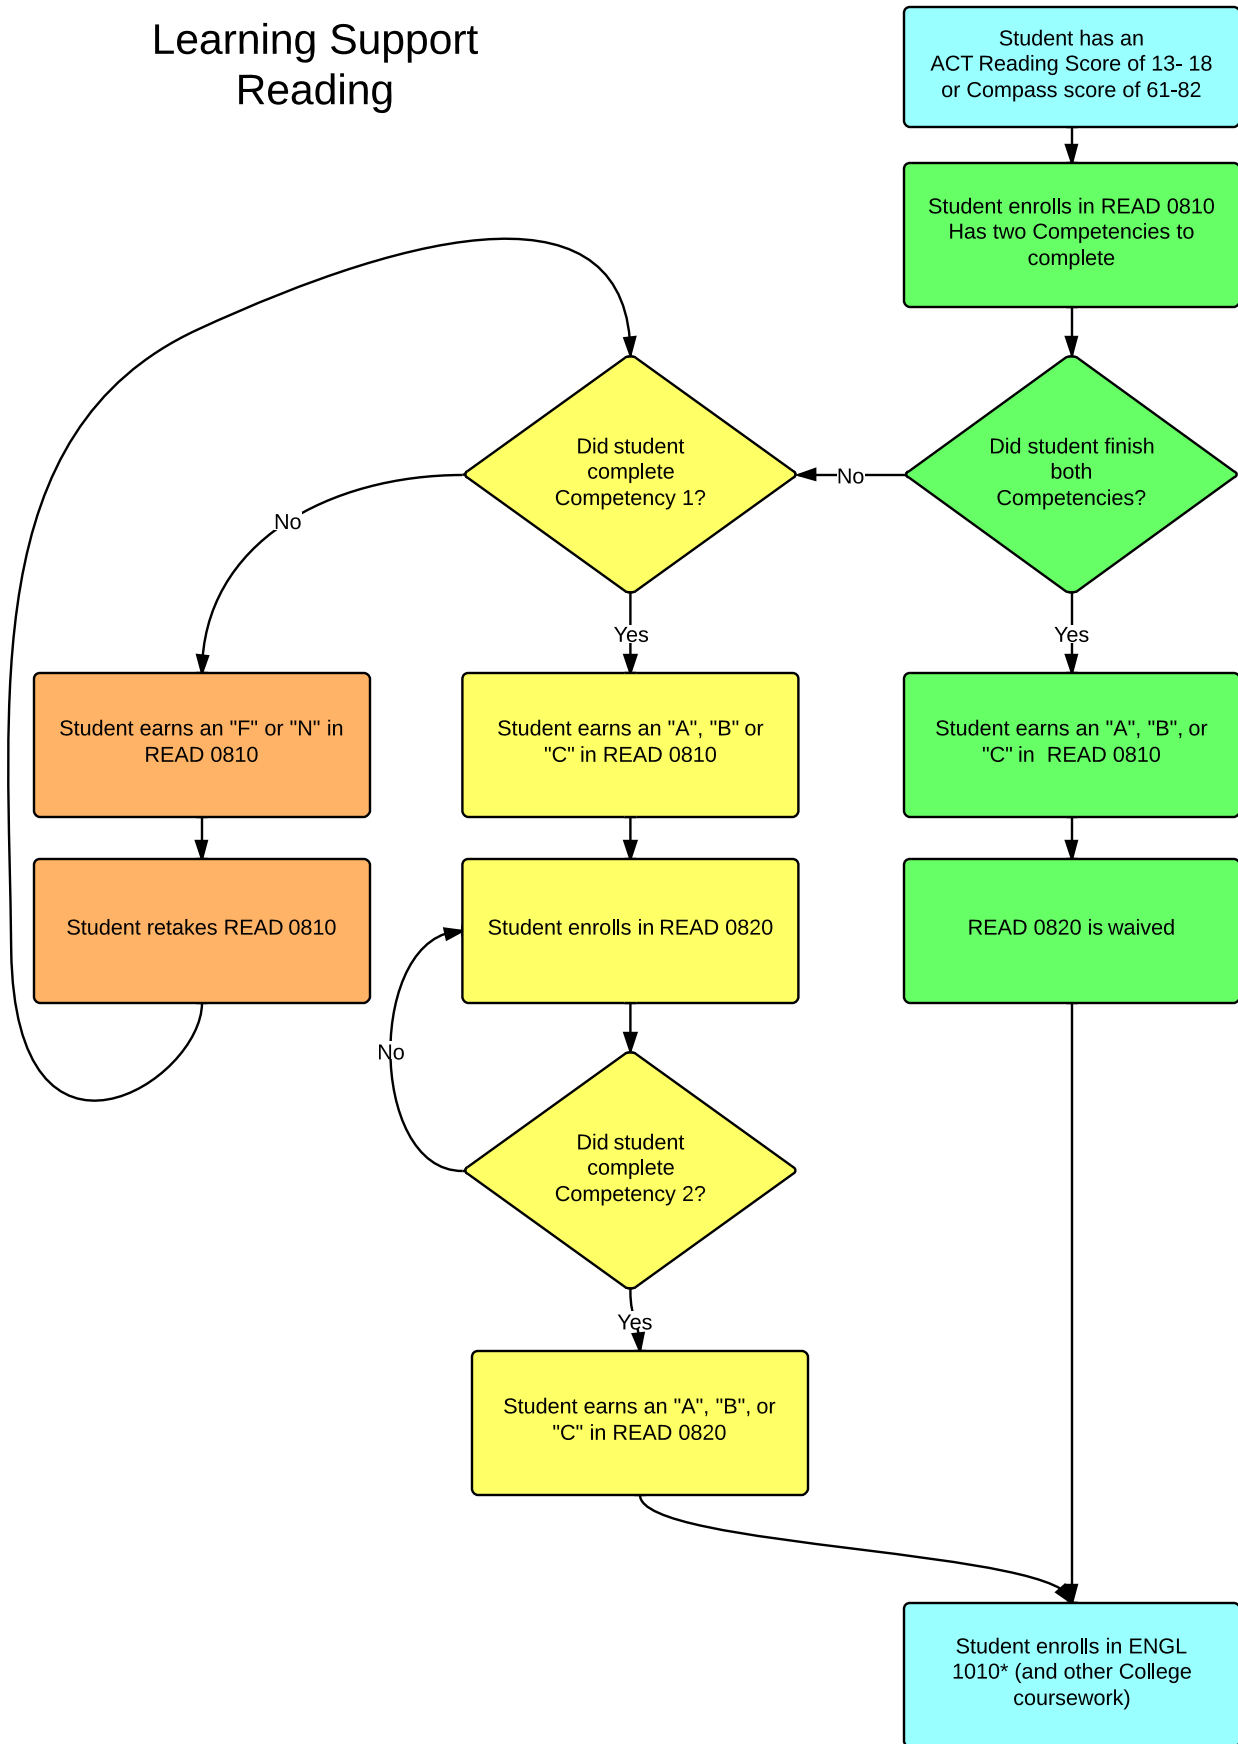 Learning Support
Reading
Student has an
ACT Reading Score of 13- 18
or Compass score of 61-82
Student enrolls in READ 0810
Has two Competencies to
complete
Did student finish
both
Competencies?
No
Did student
complete
Competency 1?
No
Yes
Yes
Student earns an "F" or "N" in
READ 0810
Student earns an "A", "B" or
"C" in READ 0810
Student earns an "A", "B", or
"C" in  READ 0810
Student retakes READ 0810
Student enrolls in READ 0820
READ 0820 is waived
No
Did student
complete
Competency 2?
Yes
Student earns an "A", "B", or
"C" in READ 0820
Student enrolls in ENGL
1010* (and other College
coursework)